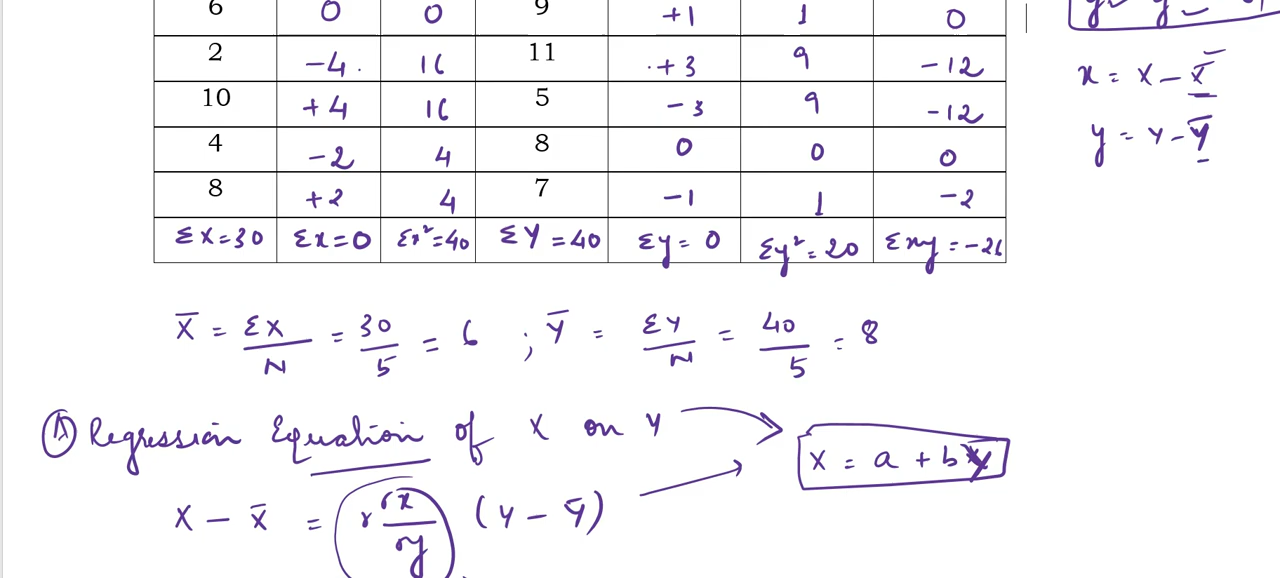 6 0 0 9 +1 1 0
2 -4 16 11 +3 9 -12
x = X - X̄
10 +4 16 5 -3 9 -12
y = Y - Ȳ
4 -2 4 8 0 0 0
8 +2 4 7 -1 1 -2
ΣX=30 Σx=0 Σx²=40 ΣY=40 Σy=0 Σy²=20 Σxy=-26
X̄ = ΣX/N = 30/5 = 6 ; Ȳ = ΣY/N = 40/5 = 8
(A) Regression Equation of X on Y
X = a + bY
X - X̄ = r σx/σy (Y - Ȳ)